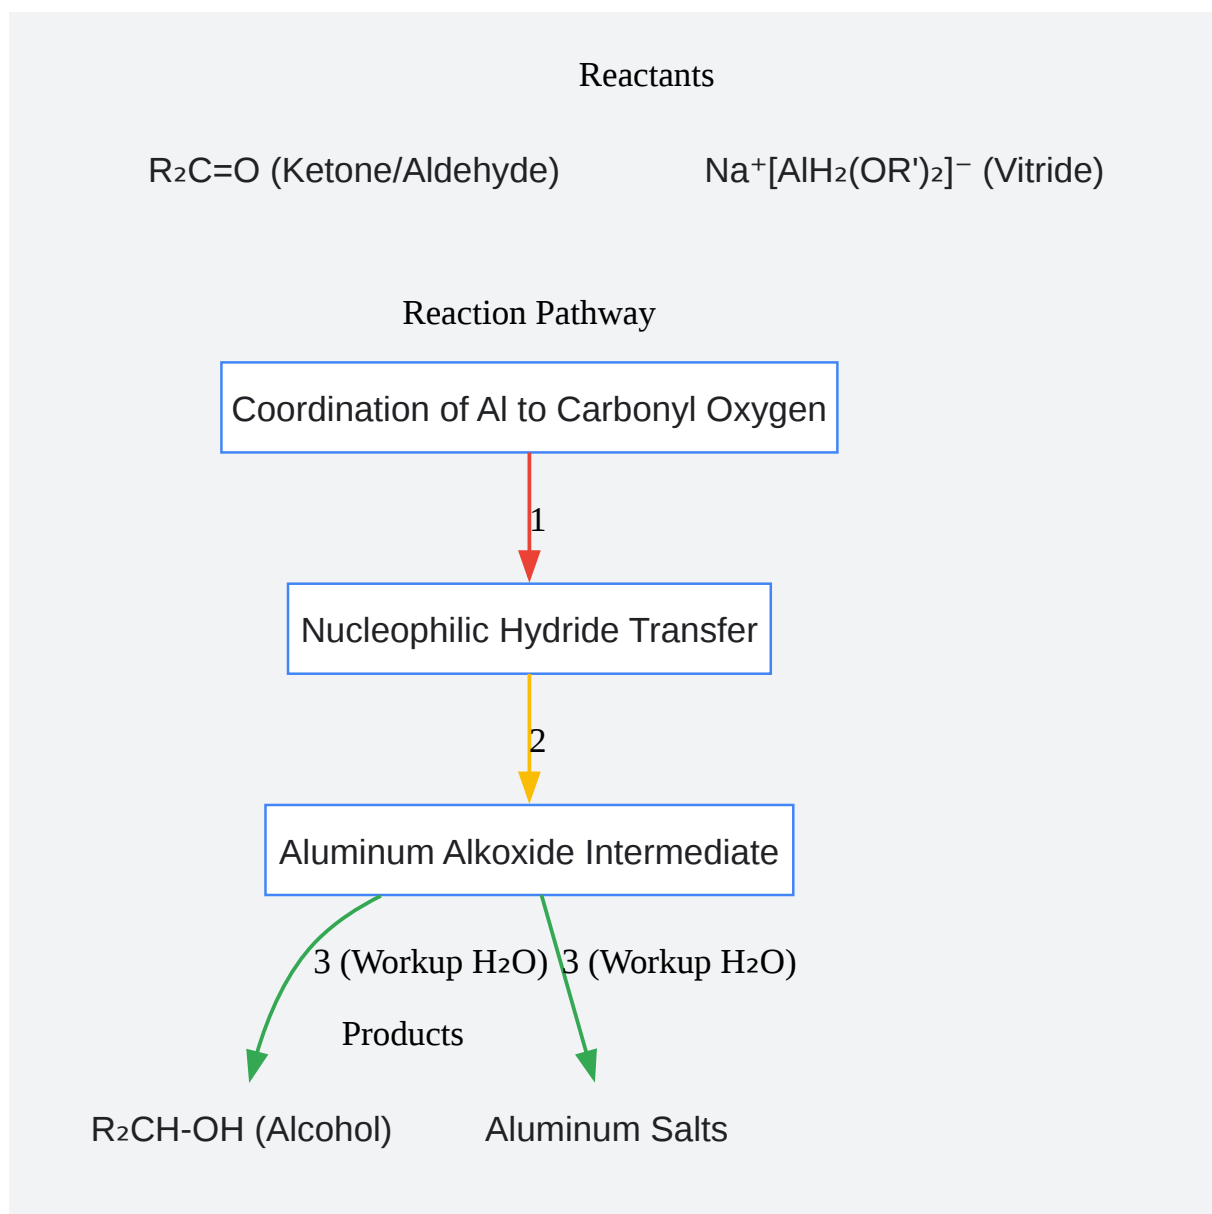 Reactants
R₂C=O (Ketone/Aldehyde)
Na⁺[AlH₂(OR')₂]⁻ (Vitride)
Reaction Pathway
Coordination of Al to Carbonyl Oxygen
1
Nucleophilic Hydride Transfer
2
Aluminum Alkoxide Intermediate
3 (Workup H₂O)
3 (Workup H₂O)
Products
R₂CH-OH (Alcohol)
Aluminum Salts